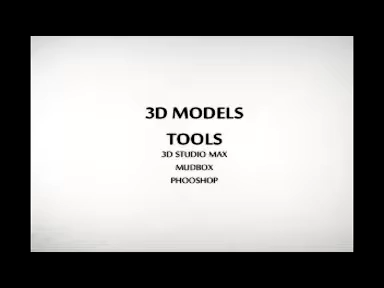 3D MODELS
TOOLS
3D STUDIO MAX
MUDBOX
PHOOSHOP